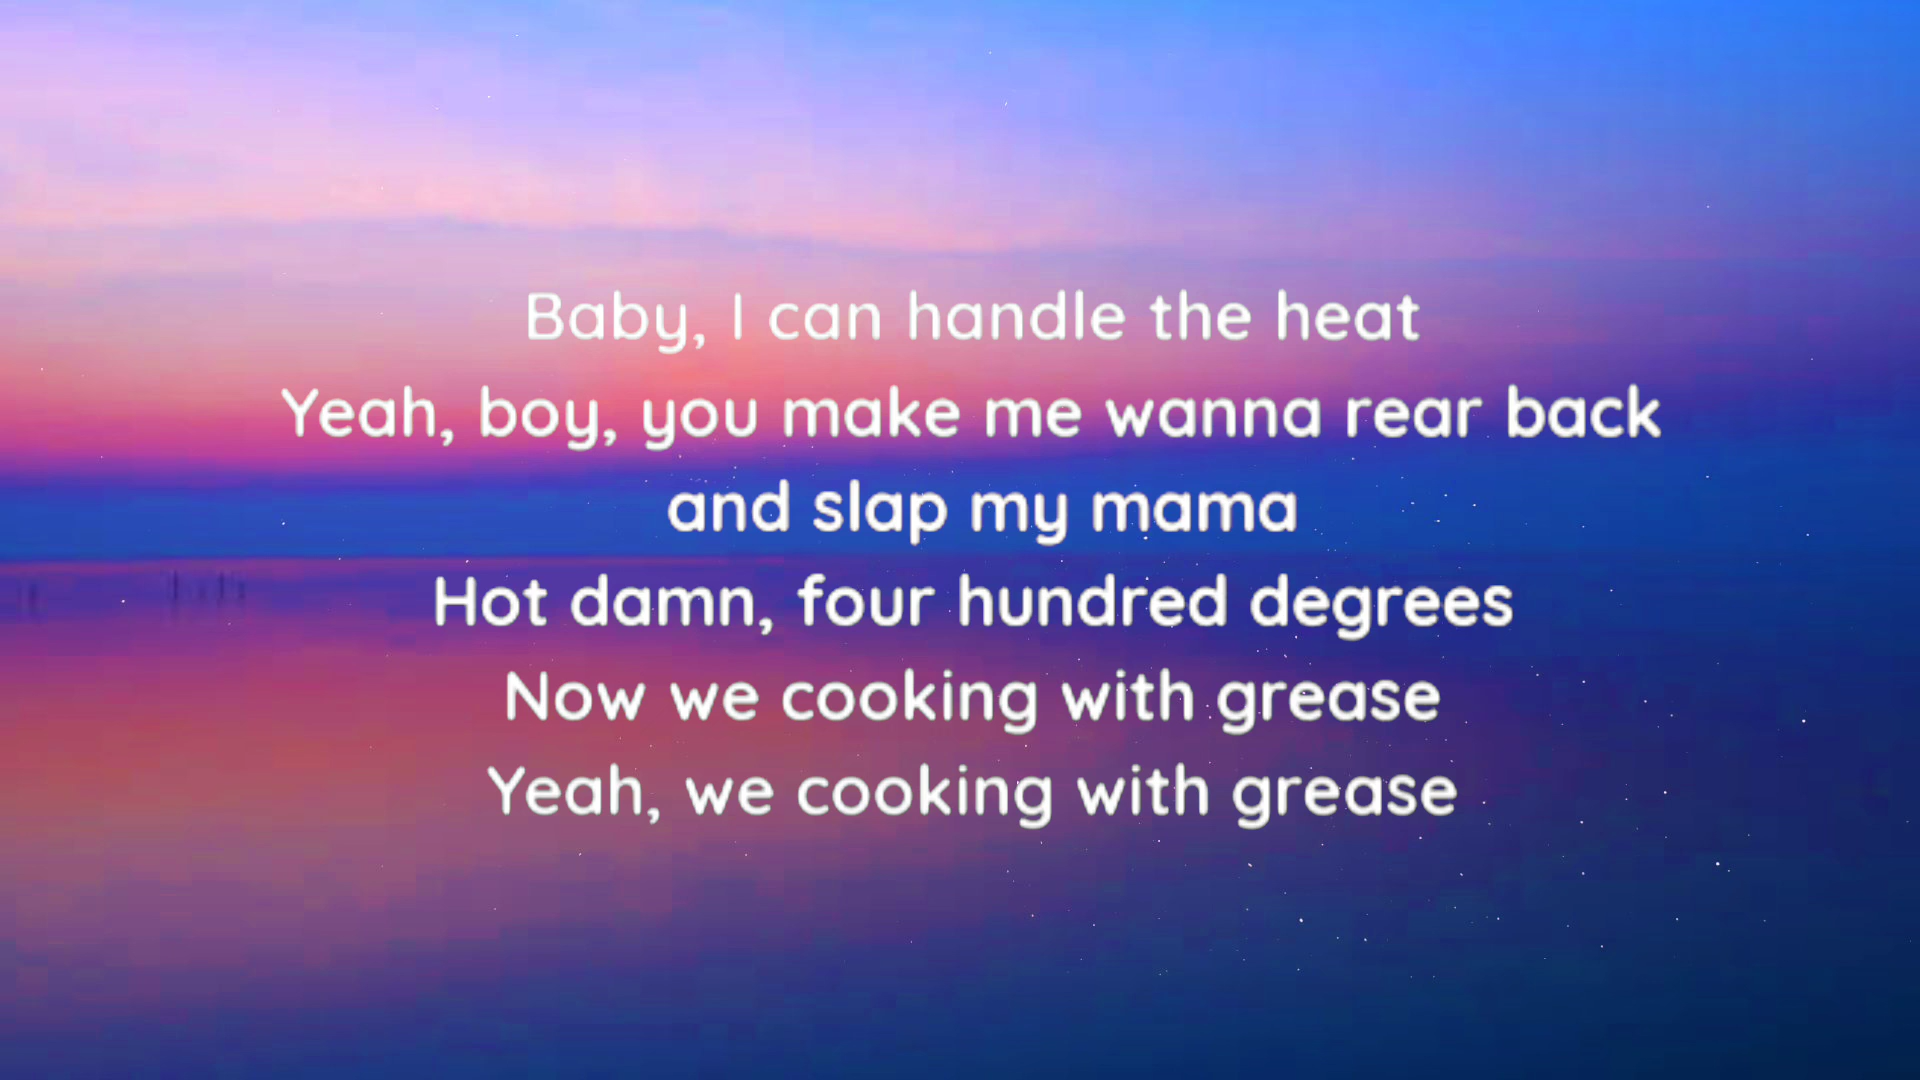 Baby, I can handle the heat
Yeah, boy, you make me wanna rear back
and slap my mama
Hot damn, four hundred degrees
Now we cooking with grease
Yeah, we cooking with grease